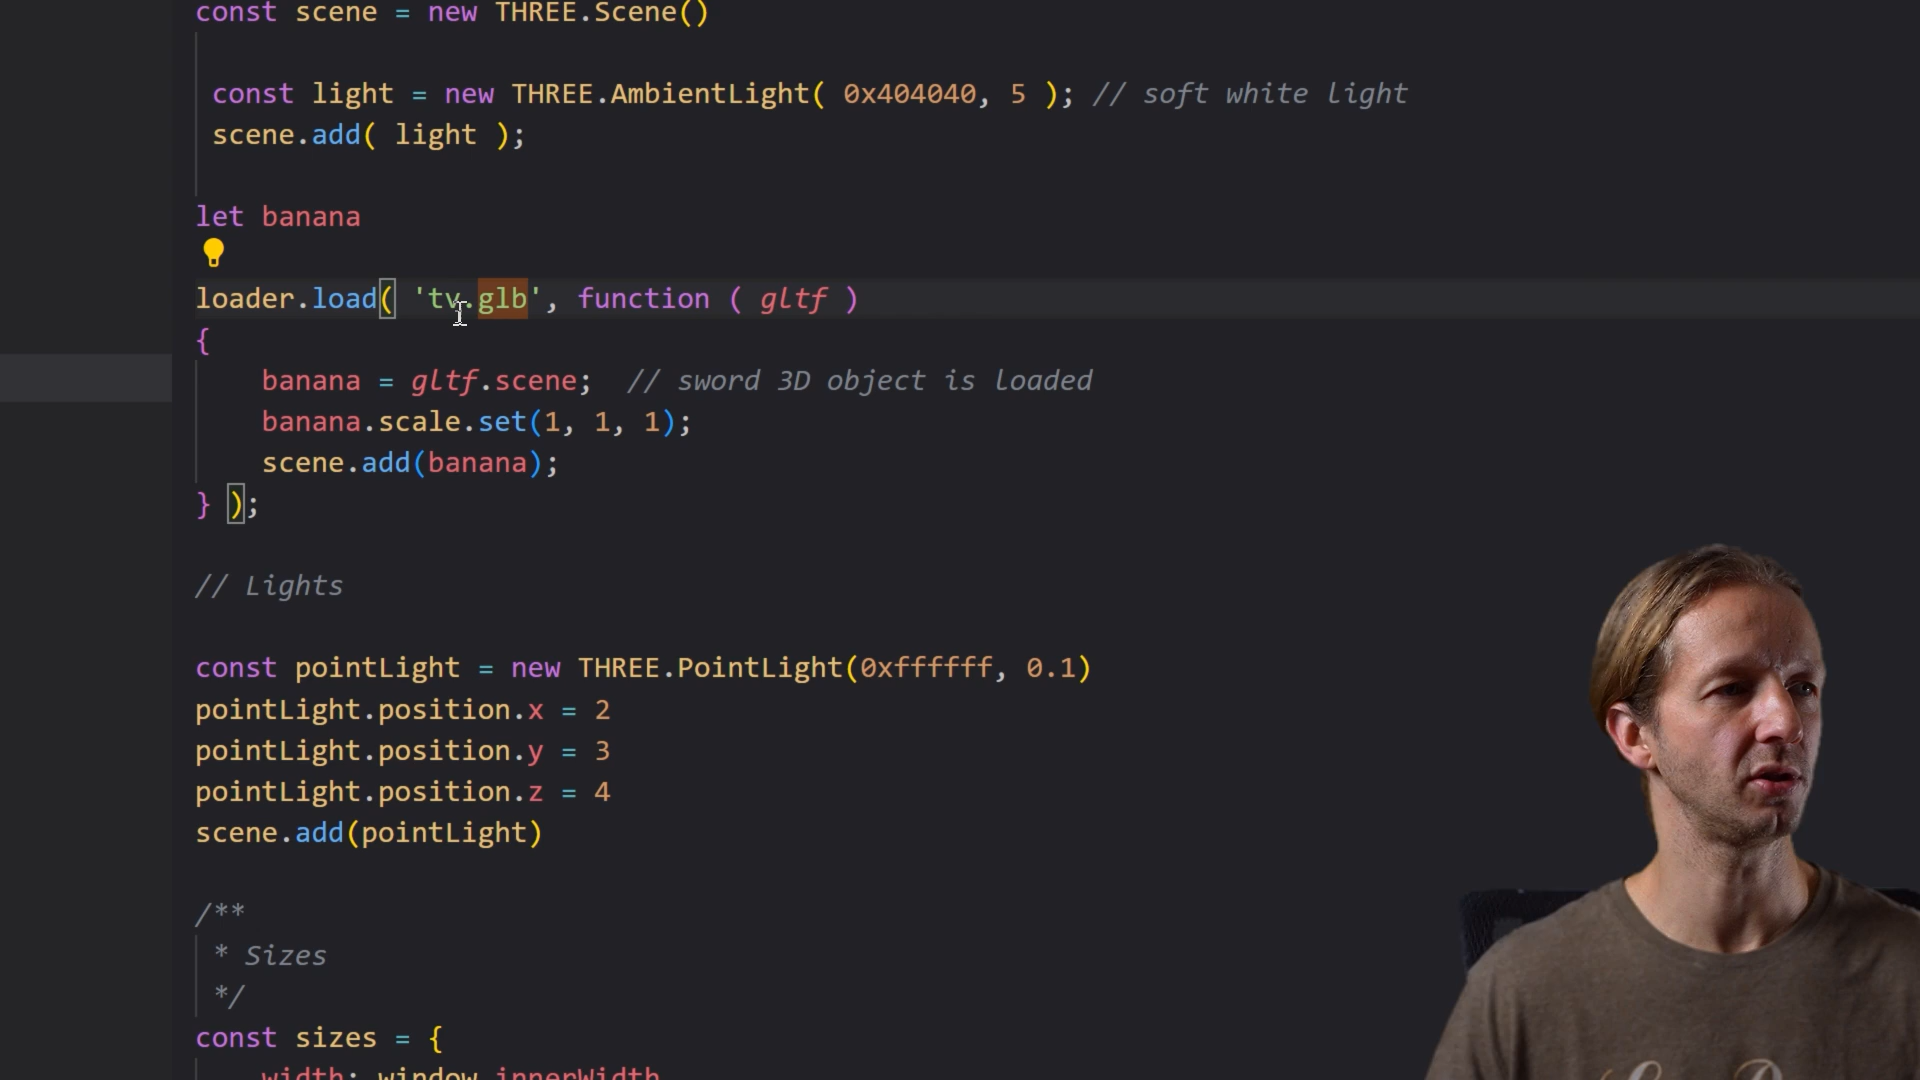 const scene = new THREE.Scene()
const light = new THREE.AmbientLight( 0x404040, 5 ); // soft white light
scene.add( light );
let banana
loader.load( 'tv.glb', function ( gltf )
{
banana = gltf.scene;  // sword 3D object is loaded
banana.scale.set(1, 1, 1);
scene.add(banana);
} );
// Lights
const pointLight = new THREE.PointLight(0xffffff, 0.1)
pointLight.position.x = 2
pointLight.position.y = 3
pointLight.position.z = 4
scene.add(pointLight)
/**
* Sizes
*/
const sizes = {
width: window.innerWidth